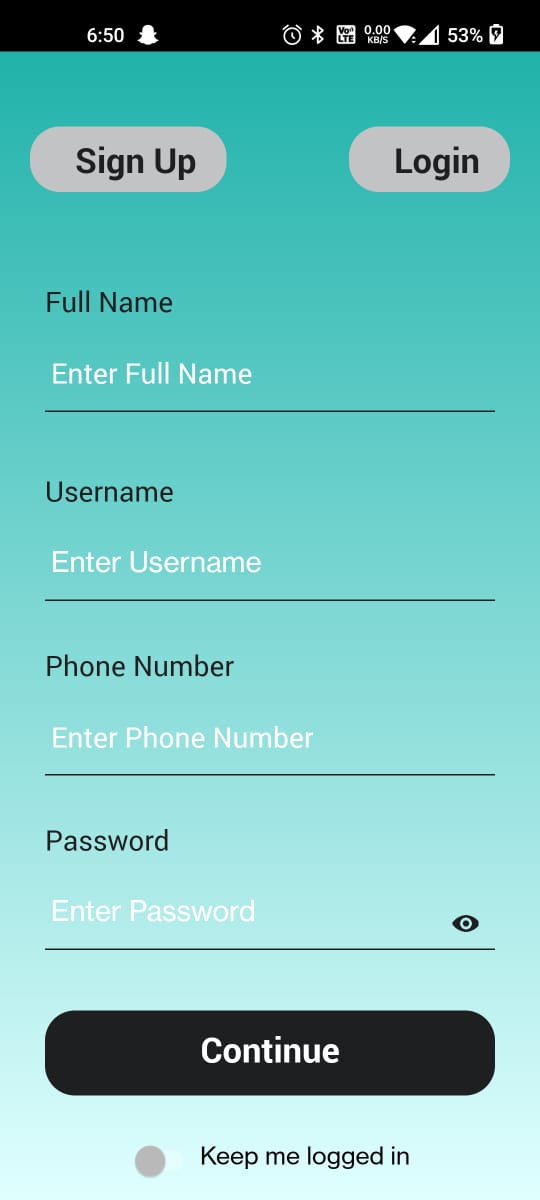 6:50 VoD LTE 0.00 KB/S 53%
Sign Up Login
Full Name
Enter Full Name
Username
Enter Username
Phone Number
Enter Phone Number
Password
Enter Password
Continue
Keep me logged in